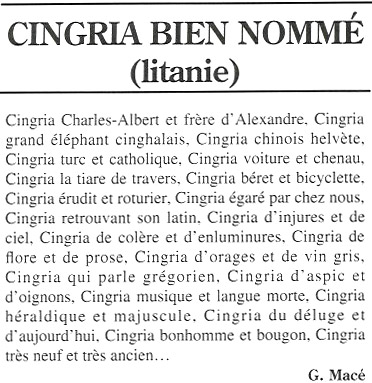 CINGRIA BIEN NOMMÉ
(litanie)
Cingria Charles-Albert et frère d'Alexandre, Cingria
grand éléphant cinghalais, Cingria chinois helvète,
Cingria turc et catholique, Cingria voiture et chenau,
Cingria la tiare de travers, Cingria béret et bicyclette,
Cingria érudit et roturier, Cingria égaré par chez nous,
Cingria retrouvant son latin, Cingria d'injures et de
ciel, Cingria de colère et d'enluminures, Cingria de
flore et de prose, Cingria d'orages et de vin gris,
Cingria qui parle grégorien, Cingria d'aspic et
d'oignons, Cingria musique et langue morte, Cingria
héraldique et majuscule, Cingria du déluge et
d'aujourd'hui, Cingria bonhomme et bougon, Cingria
très neuf et très ancien…
G. Macé